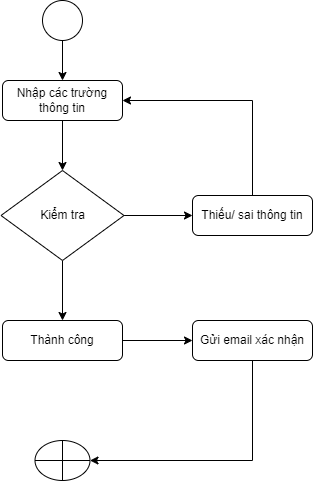 Nhập các trường
thông tin
Kiểm tra
Thiếu/ sai thông tin
Thành công
Gửi email xác nhận